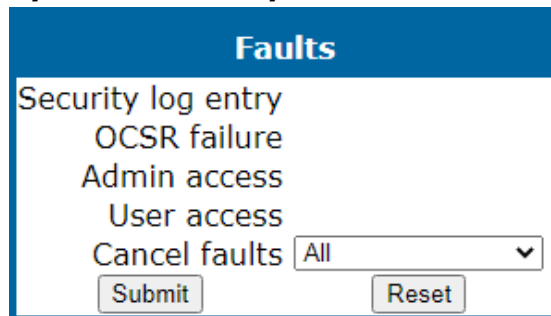 Faults
Security log entry
OCSR failure
Admin access
User access
Cancel faults All
Submit Reset